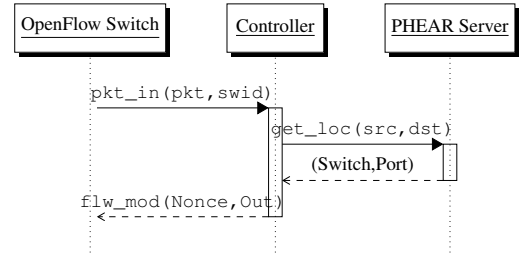 OpenFlow Switch
Controller
PHEAR Server
pkt_in(pkt,swid)
get_loc(src,dst)
(Switch,Port)
flw_mod(Nonce,Out)